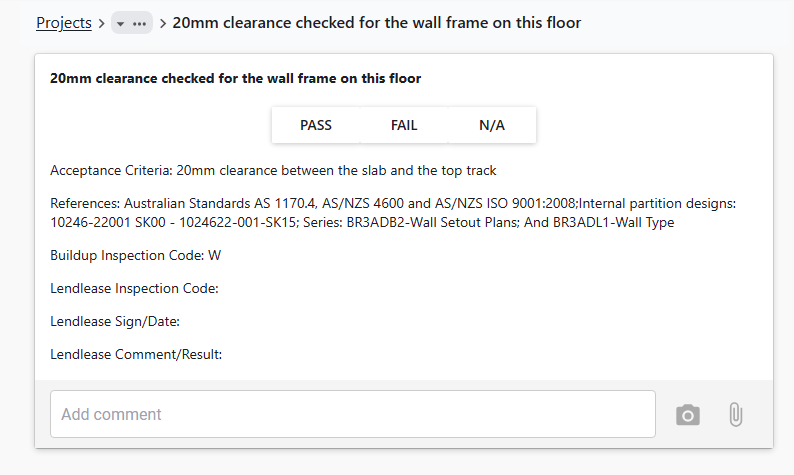 Projects > ▾ ••• > 20mm clearance checked for the wall frame on this floor
20mm clearance checked for the wall frame on this floor
PASS FAIL N/A
Acceptance Criteria: 20mm clearance between the slab and the top track
References: Australian Standards AS 1170.4, AS/NZS 4600 and AS/NZS ISO 9001:2008;Internal partition designs:
10246-22001 SK00 - 1024622-001-SK15; Series: BR3ADB2-Wall Setout Plans; And BR3ADL1-Wall Type
Buildup Inspection Code: W
Lendlease Inspection Code:
Lendlease Sign/Date:
Lendlease Comment/Result:
Add comment